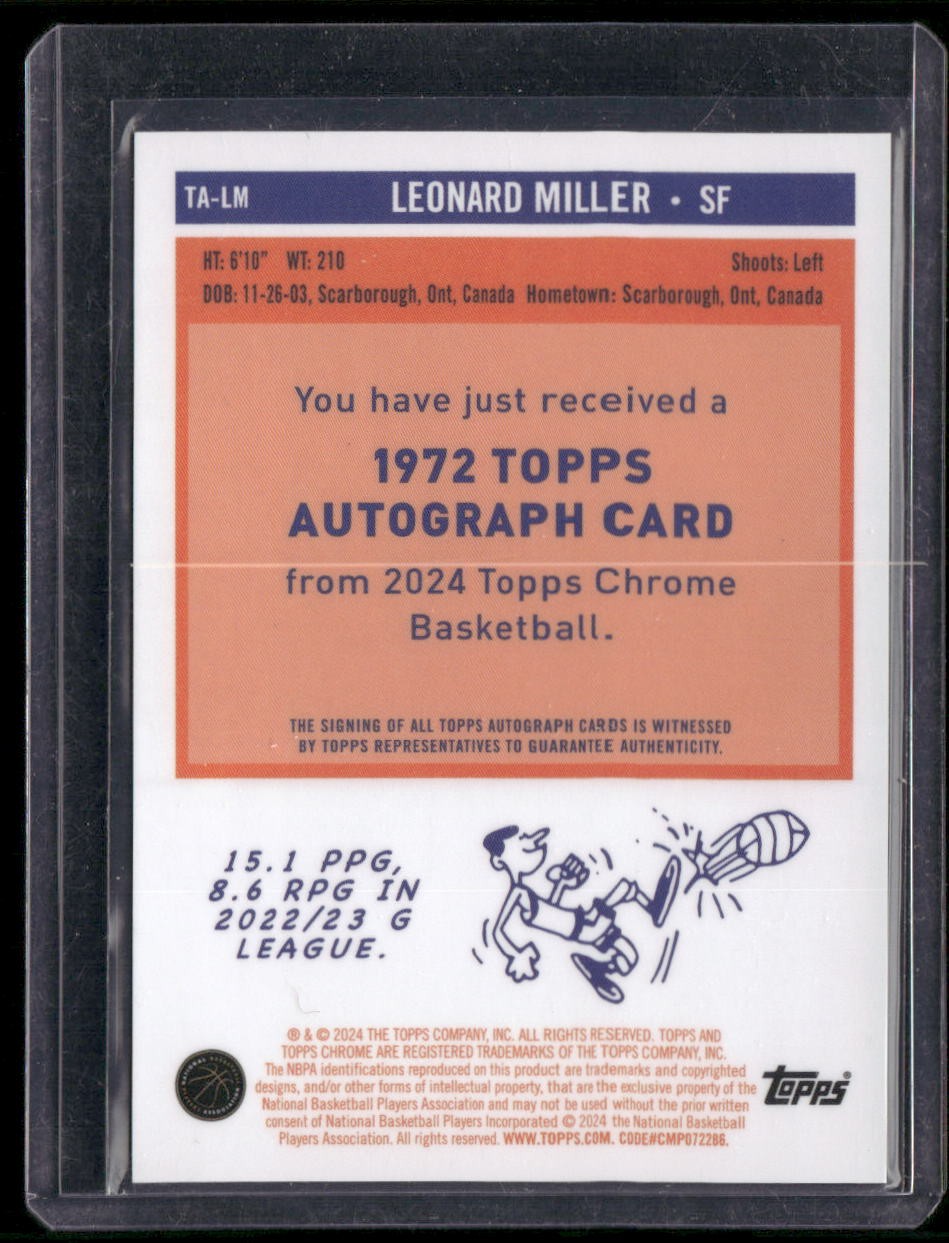 TA-LM LEONARD MILLER • SF
HT: 6'10" WT: 210 Shoots: Left
DOB: 11-26-03, Scarborough, Ont, Canada Hometown: Scarborough, Ont, Canada
You have just received a
1972 TOPPS
AUTOGRAPH CARD
from 2024 Topps Chrome
Basketball.
THE SIGNING OF ALL TOPPS AUTOGRAPH CARDS IS WITNESSED
BY TOPPS REPRESENTATIVES TO GUARANTEE AUTHENTICITY.
15.1 PPG,
8.6 RPG IN
2022/23 G
LEAGUE.
® & © 2024 THE TOPPS COMPANY, INC. ALL RIGHTS RESERVED. TOPPS AND
TOPPS CHROME ARE REGISTERED TRADEMARKS OF THE TOPPS COMPANY, INC.
The NBPA identifications reproduced on this product are trademarks and copyrighted
designs, and/or other forms of intellectual property, that are the exclusive property of the
National Basketball Players Association and may not be used without the prior written
consent of National Basketball Players Incorporated © 2024 the National Basketball
Players Association. All rights reserved. WWW.TOPPS.COM. CODE#CMP072286.
TOPPS®